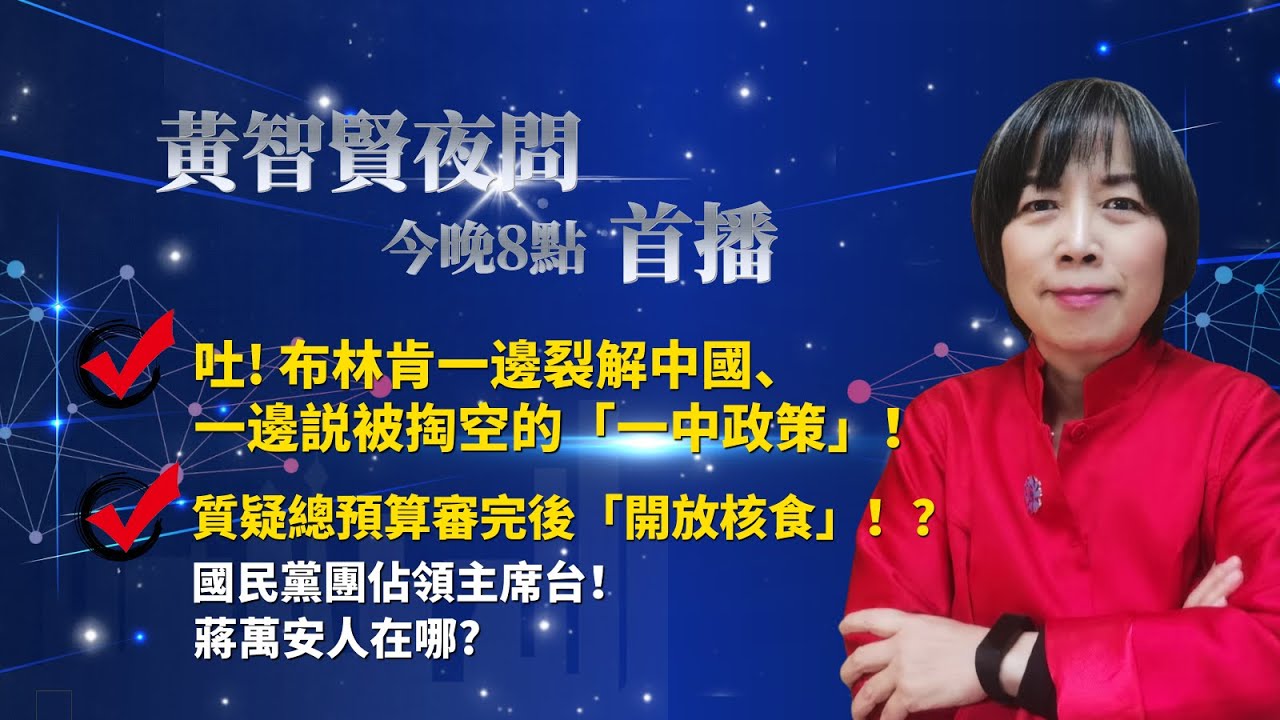 黃智賢夜問
今晚8點 首播
吐! 布林肯一邊裂解中國、
一邊説被掏空的「一中政策」!
質疑總預算審完後「開放核食」! ?
國民黨團佔領主席台!
蔣萬安人在哪?